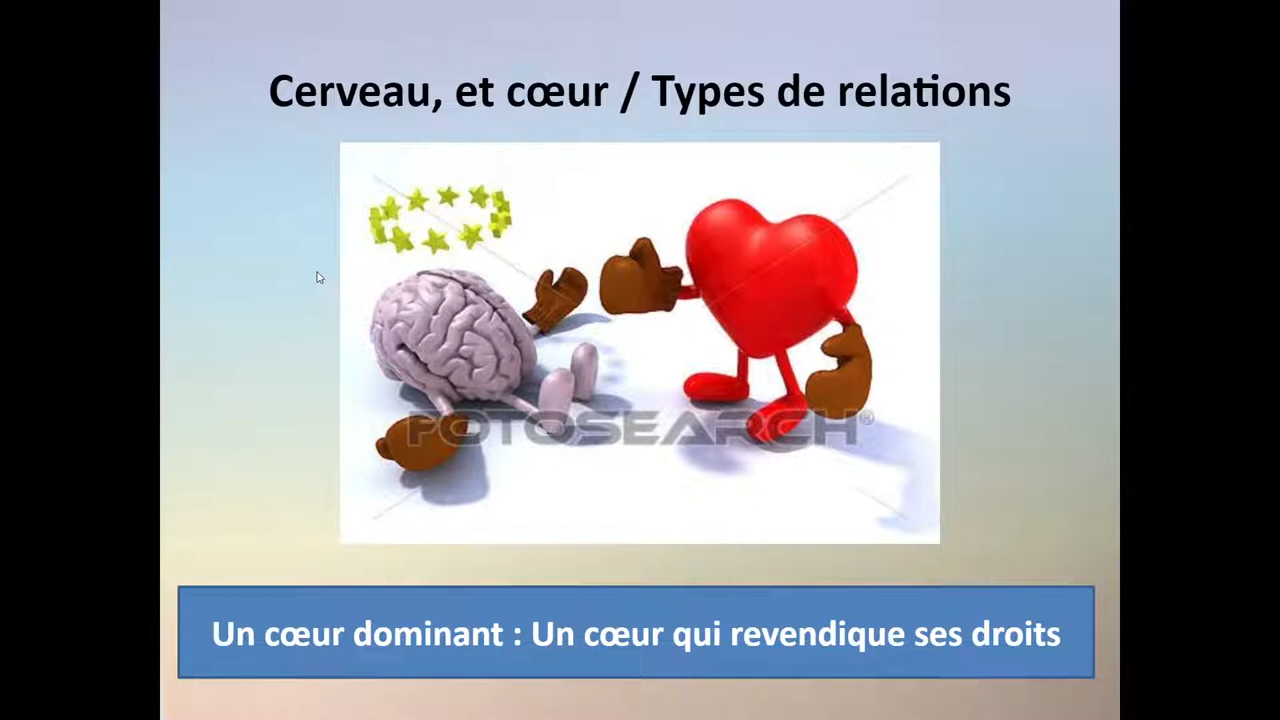 Cerveau, et cœur / Types de relations
FOTOSEARCH®
Un cœur dominant : Un cœur qui revendique ses droits